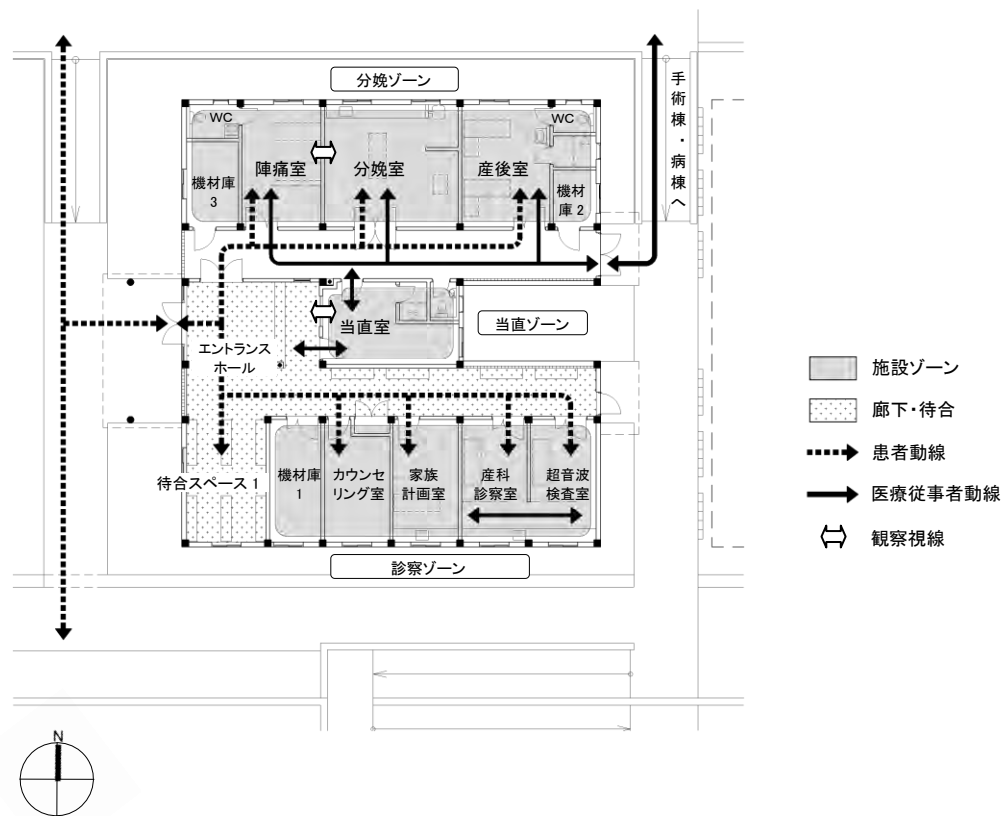 分娩ゾーン
手術棟・病棟へ
WC
WC
陣痛室
分娩室
産後室
機材庫
3
機材
庫 2
当直室
当直ゾーン
エントランス
ホール
待合スペース 1
機材庫
1
カウンセ
リング室
家族
計画室
産科
診察室
超音波
検査室
診察ゾーン
施設ゾーン
廊下・待合
患者動線
医療従事者動線
観察視線
N